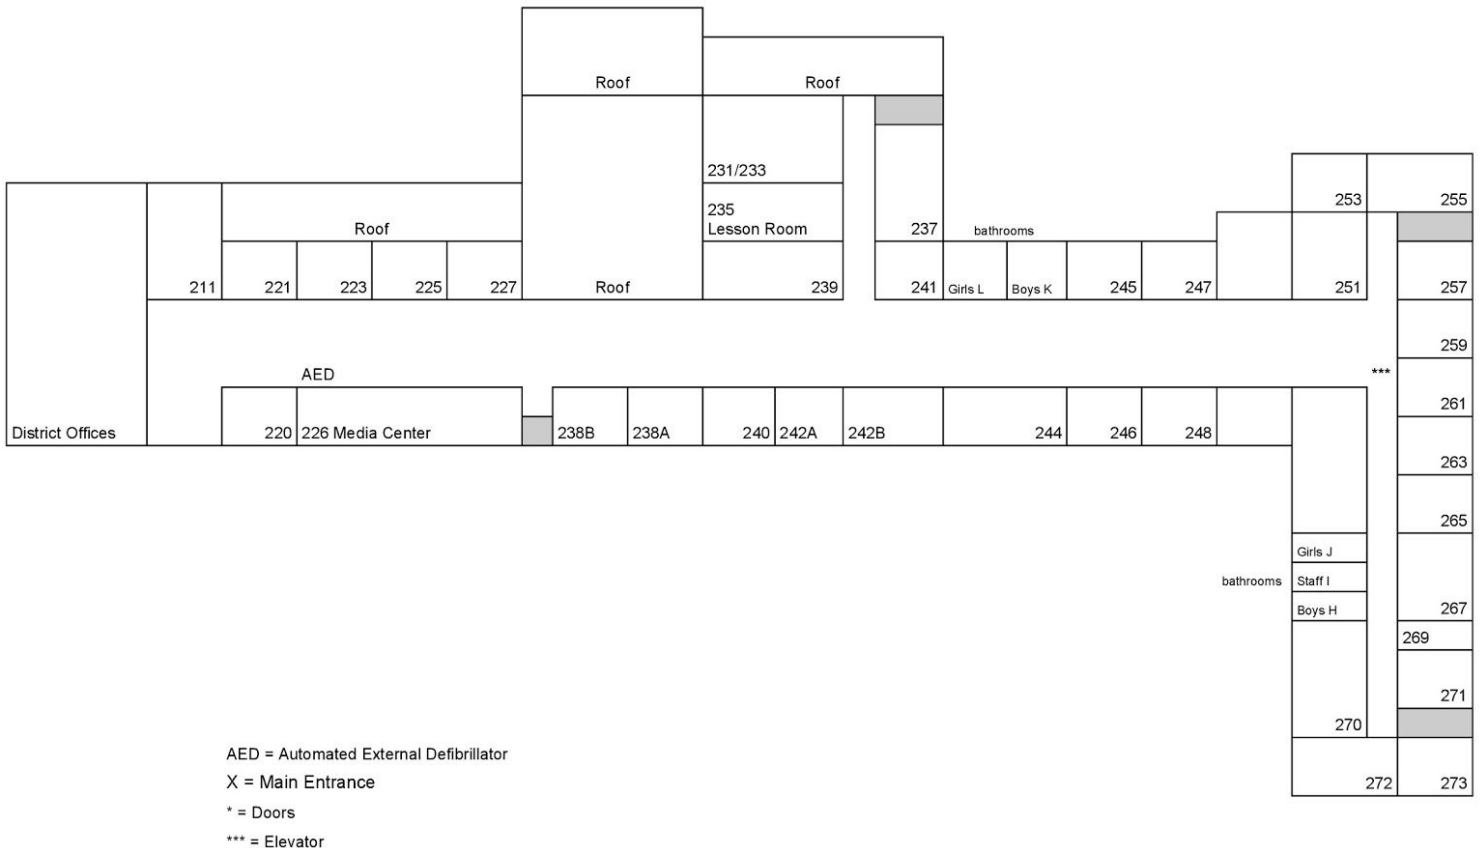 Roof
Roof
231/233
253
255
235
Lesson Room
Roof
237
bathrooms
211
221
223
225
227
Roof
239
241
Girls L
Boys K
245
247
251
257
259
AED
***
261
District Offices
220
226 Media Center
238B
238A
240
242A
242B
244
246
248
263
265
Girls J
bathrooms
Staff I
Boys H
267
269
271
270
272
273
AED = Automated External Defibrillator
X = Main Entrance
* = Doors
*** = Elevator